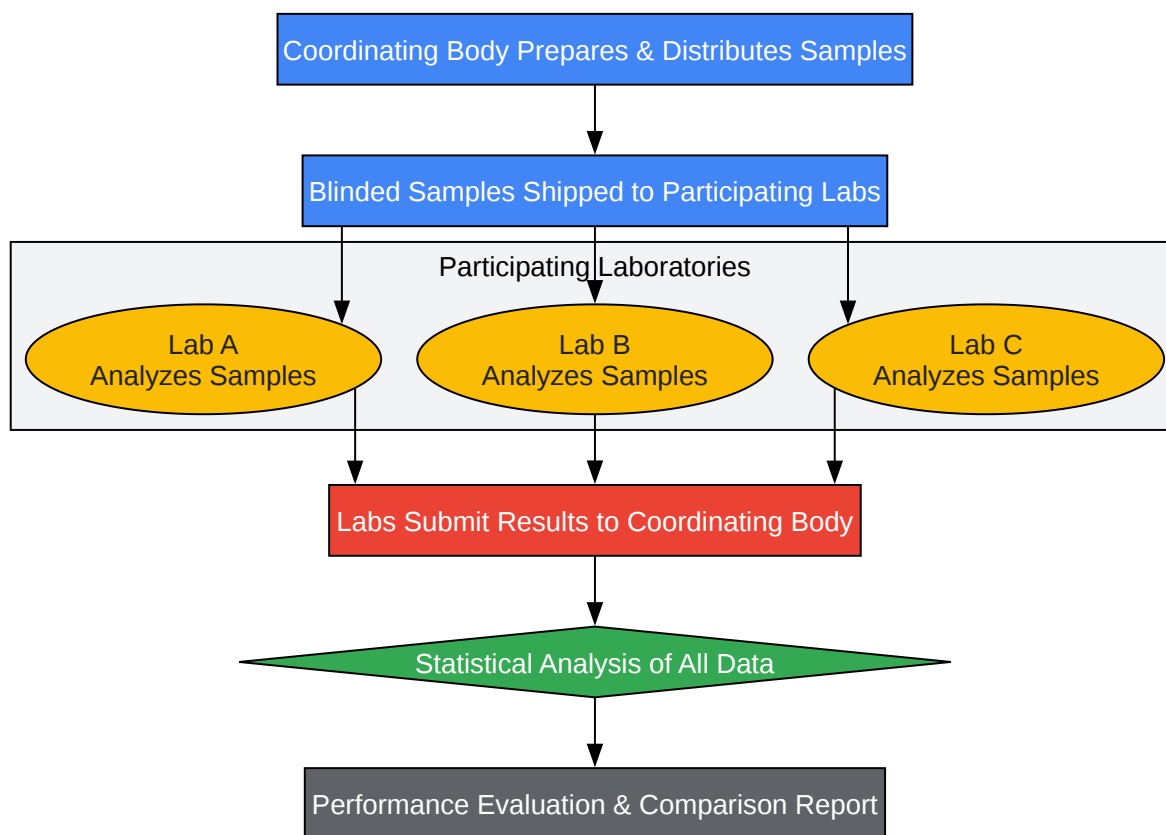 Coordinating Body Prepares & Distributes Samples
Blinded Samples Shipped to Participating Labs
Participating Laboratories
Lab A
Analyzes Samples
Lab B
Analyzes Samples
Lab C
Analyzes Samples
Labs Submit Results to Coordinating Body
Statistical Analysis of All Data
Performance Evaluation & Comparison Report